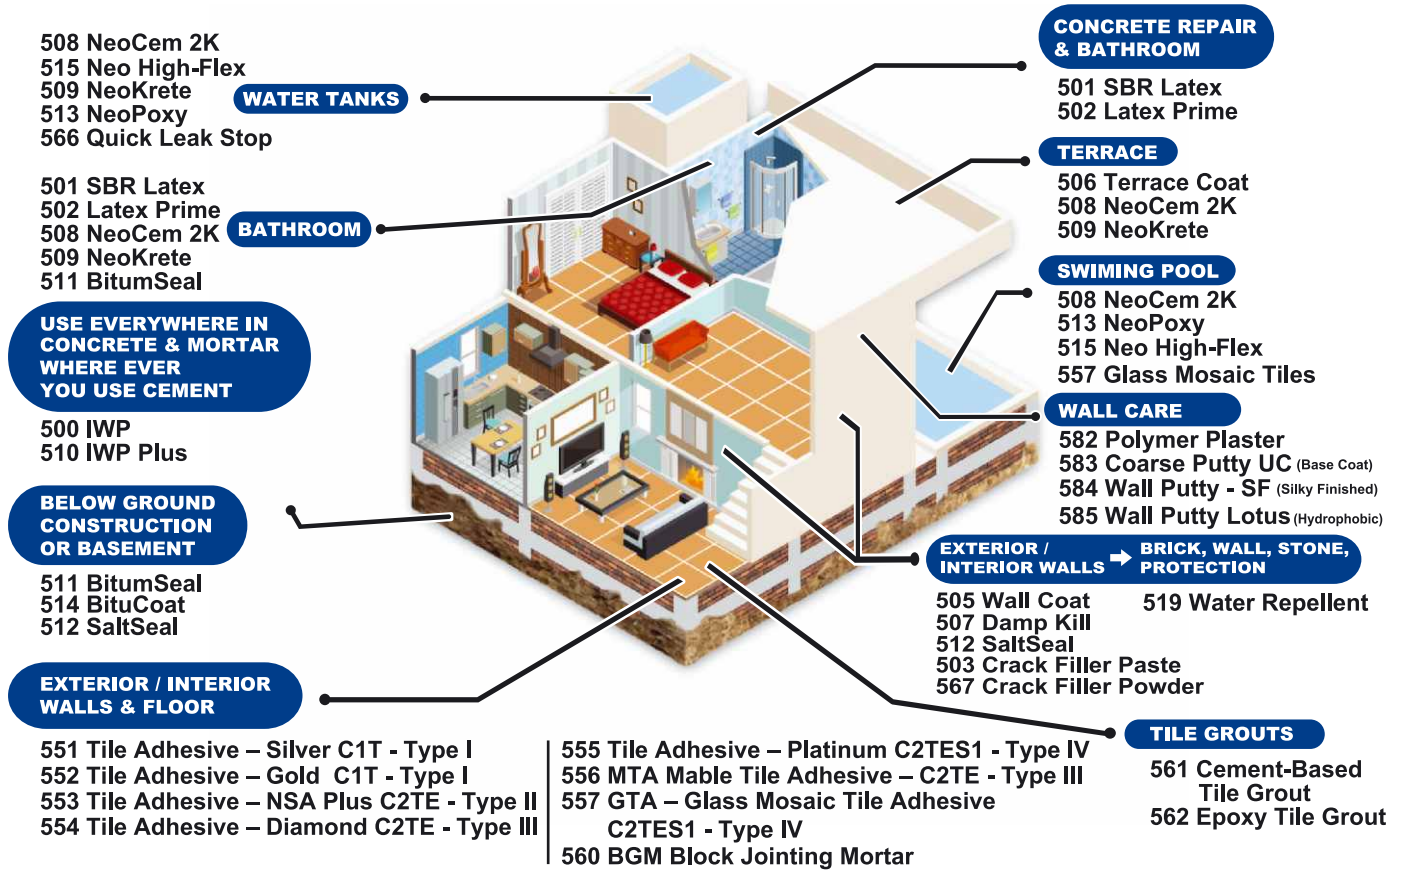 508 NeoCem 2K
515 Neo High-Flex
509 NeoKrete
513 NeoPoxy
566 Quick Leak Stop
WATER TANKS
501 SBR Latex
502 Latex Prime
508 NeoCem 2K
509 NeoKrete
511 BitumSeal
BATHROOM
USE EVERYWHERE IN
CONCRETE & MORTAR
WHERE EVER
YOU USE CEMENT
500 IWP
510 IWP Plus
BELOW GROUND
CONSTRUCTION
OR BASEMENT
511 BitumSeal
514 BituCoat
512 SaltSeal
EXTERIOR / INTERIOR
WALLS & FLOOR
551 Tile Adhesive – Silver C1T - Type I
552 Tile Adhesive – Gold C1T - Type I
553 Tile Adhesive – NSA Plus C2TE - Type II
554 Tile Adhesive – Diamond C2TE - Type III
555 Tile Adhesive – Platinum C2TES1 - Type IV
556 MTA Mable Tile Adhesive – C2TE - Type III
557 GTA – Glass Mosaic Tile Adhesive
C2TES1 - Type IV
560 BGM Block Jointing Mortar
CONCRETE REPAIR
& BATHROOM
501 SBR Latex
502 Latex Prime
TERRACE
506 Terrace Coat
508 NeoCem 2K
509 NeoKrete
SWIMING POOL
508 NeoCem 2K
513 NeoPoxy
515 Neo High-Flex
557 Glass Mosaic Tiles
WALL CARE
582 Polymer Plaster
583 Coarse Putty UC (Base Coat)
584 Wall Putty - SF (Silky Finished)
585 Wall Putty Lotus (Hydrophobic)
EXTERIOR /
INTERIOR WALLS
BRICK, WALL, STONE,
PROTECTION
505 Wall Coat
507 Damp Kill
512 SaltSeal
503 Crack Filler Paste
567 Crack Filler Powder
519 Water Repellent
TILE GROUTS
561 Cement-Based
Tile Grout
562 Epoxy Tile Grout